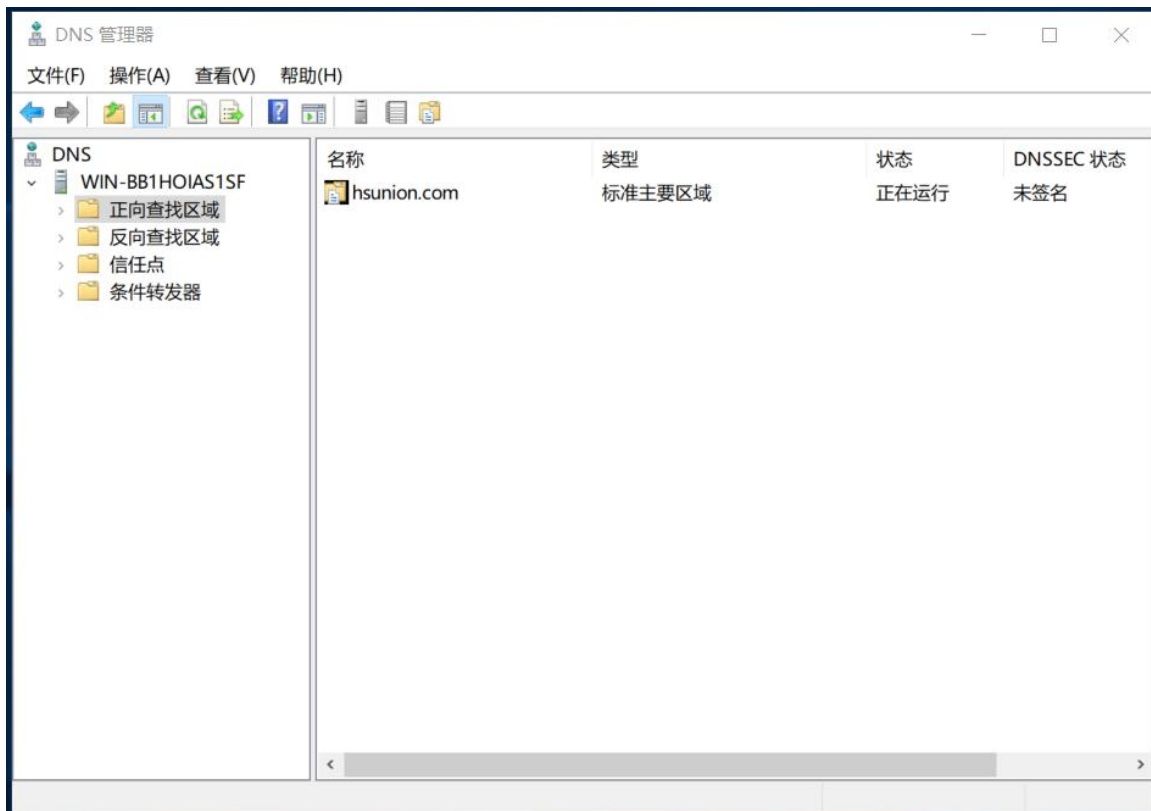 DNS 管理器
文件(F) 操作(A) 查看(V) 帮助(H)
DNS
WIN-BB1HOIAS1SF
正向查找区域
反向查找区域
信任点
条件转发器
名称 类型 状态 DNSSEC 状态
hsunion.com 标准主要区域 正在运行 未签名